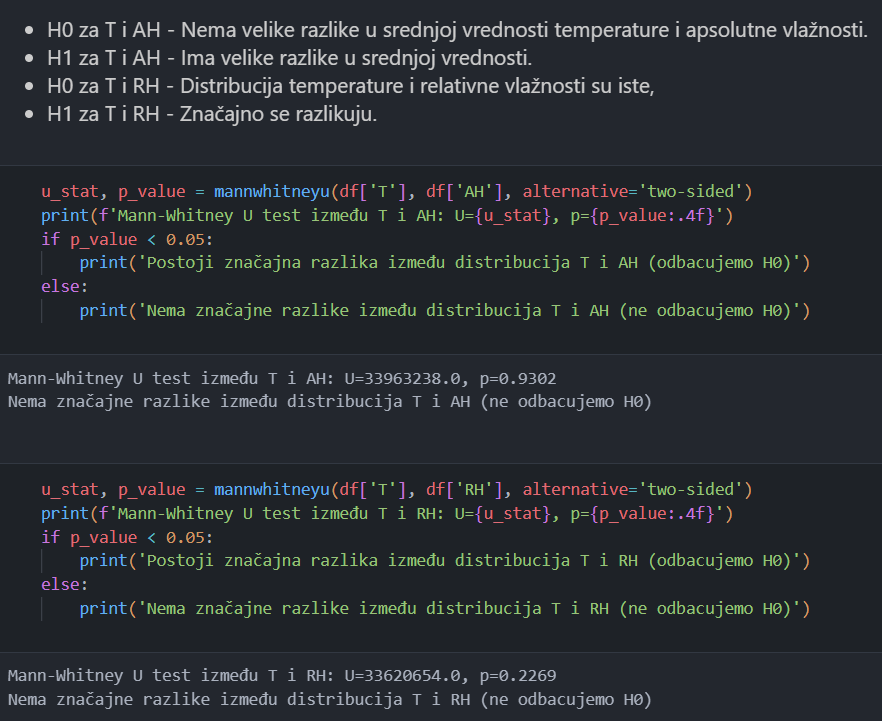 • H0 za T i AH - Nema velike razlike u srednjoj vrednosti temperature i apsolutne vlažnosti.
• H1 za T i AH - Ima velike razlike u srednjoj vrednosti.
• H0 za T i RH - Distribucija temperature i relativne vlažnosti su iste,
• H1 za T i RH - Značajno se razlikuju.
u_stat, p_value = mannwhitneyu(df['T'], df['AH'], alternative='two-sided')
print(f'Mann-Whitney U test između T i AH: U={u_stat}, p={p_value:.4f}')
if p_value < 0.05:
    print('Postoji značajna razlika između distribucija T i AH (odbacujemo H0)')
else:
    print('Nema značajne razlike između distribucija T i AH (ne odbacujemo H0)')
Mann-Whitney U test između T i AH: U=33963238.0, p=0.9302
Nema značajne razlike između distribucija T i AH (ne odbacujemo H0)
u_stat, p_value = mannwhitneyu(df['T'], df['RH'], alternative='two-sided')
print(f'Mann-Whitney U test između T i RH: U={u_stat}, p={p_value:.4f}')
if p_value < 0.05:
    print('Postoji značajna razlika između distribucija T i RH (odbacujemo H0)')
else:
    print('Nema značajne razlike između distribucija T i RH (ne odbacujemo H0)')
Mann-Whitney U test između T i RH: U=33620654.0, p=0.2269
Nema značajne razlike između distribucija T i RH (ne odbacujemo H0)